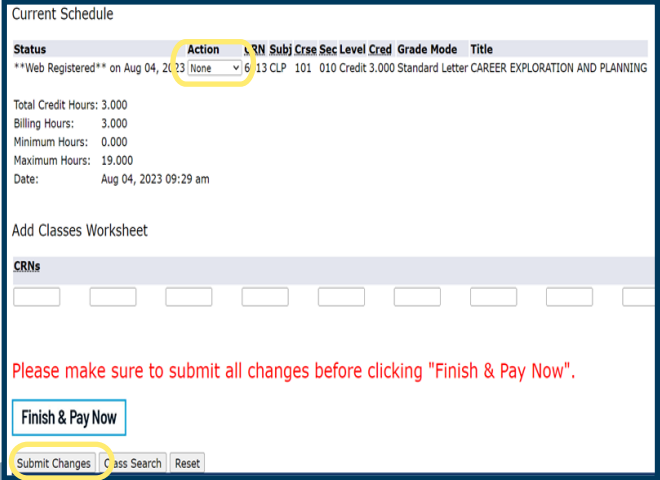 Current Schedule
Status Action CRN Subj Crse Sec Level Cred Grade Mode Title
**Web Registered** on Aug 04, 2023 None CLP 101 010 Credit 3.000 Standard Letter CAREER EXPLORATION AND PLANNING
Total Credit Hours: 3.000
Billing Hours: 3.000
Minimum Hours: 0.000
Maximum Hours: 19.000
Date: Aug 04, 2023 09:29 am
Add Classes Worksheet
CRNs
Please make sure to submit all changes before clicking "Finish & Pay Now".
Finish & Pay Now
Submit Changes Class Search Reset